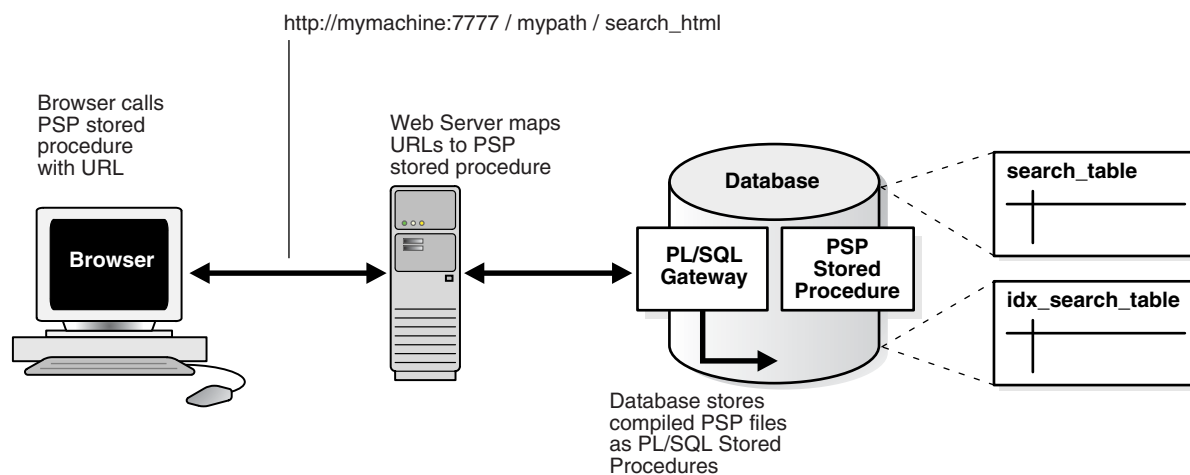 http://mymachine:7777 / mypath / search_html
Browser calls
PSP stored
procedure
with URL
Web Server maps
URLs to PSP
stored procedure
Browser
Database
PL/SQL
Gateway
PSP
Stored
Procedure
search_table
idx_search_table
Database stores
compiled PSP files
as PL/SQL Stored
Procedures